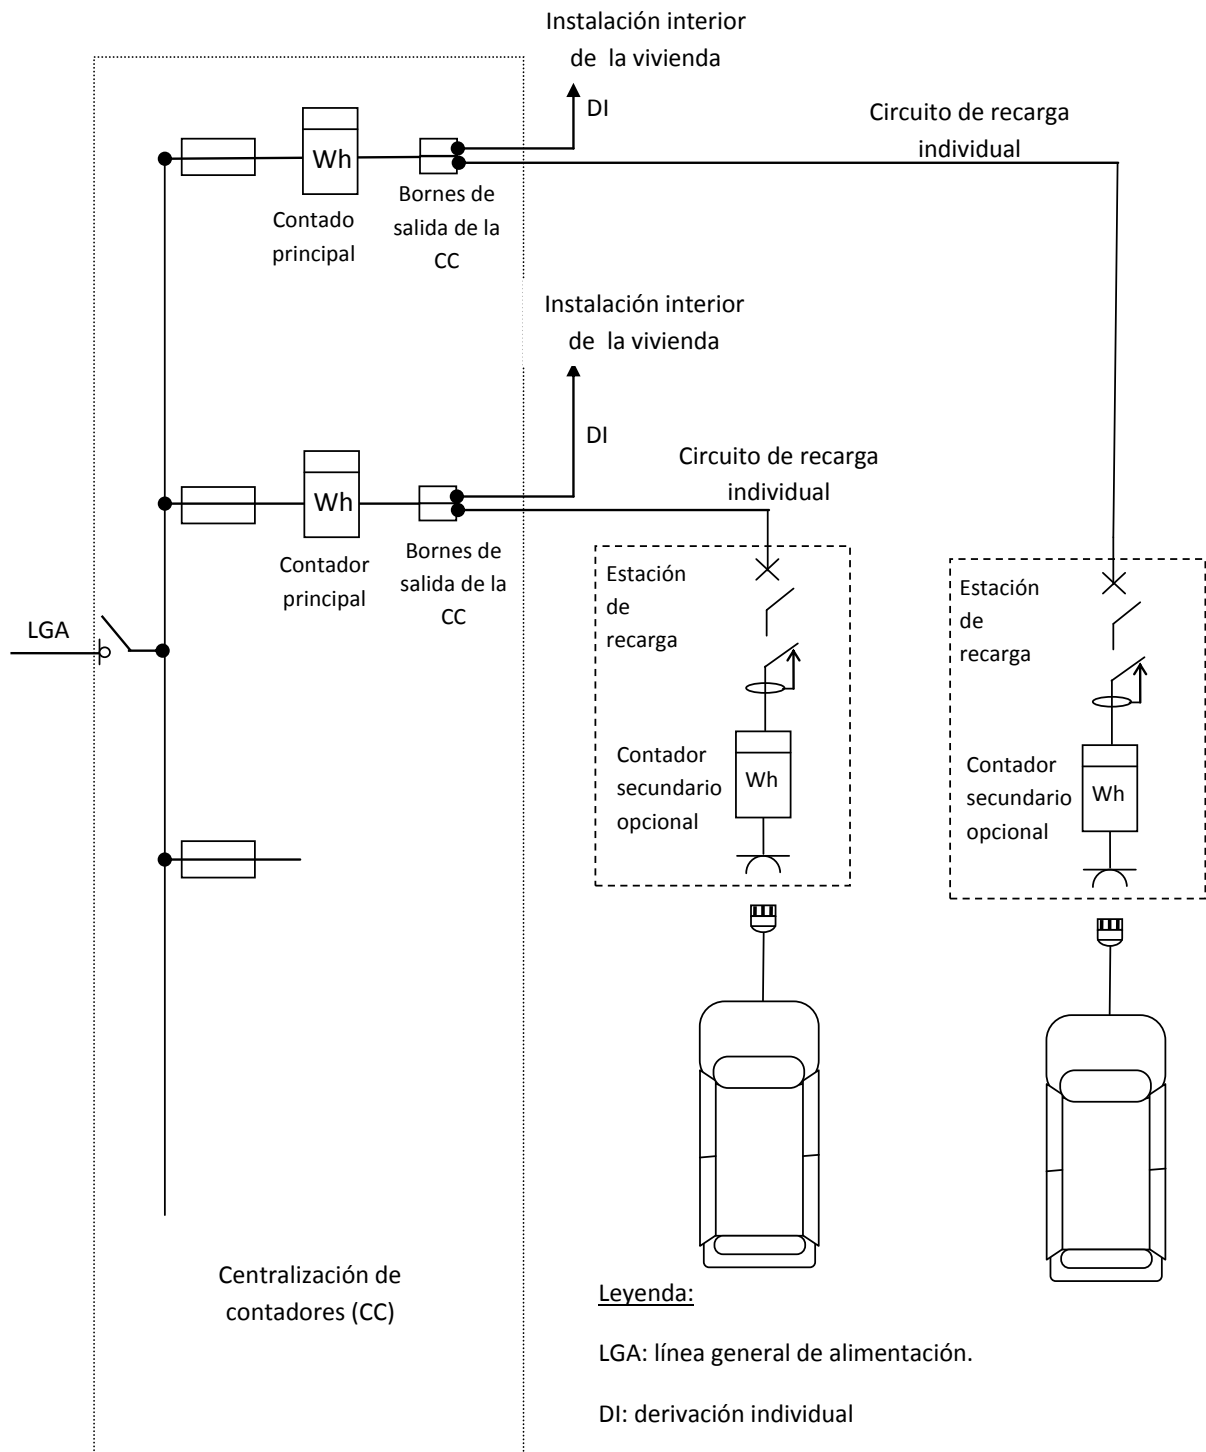 Instalación interior
de la vivienda
DI
Circuito de recarga
individual
Wh
Contado
principal
Bornes de
salida de la
CC
Instalación interior
de la vivienda
DI
Circuito de recarga
individual
Wh
Contador
principal
Bornes de
salida de la
CC
LGA
Estación
de
recarga
Contador
secundario
opcional
Wh
Estación
de
recarga
Contador
secundario
opcional
Wh
Centralización de
contadores (CC)
Leyenda:
LGA: línea general de alimentación.
DI: derivación individual